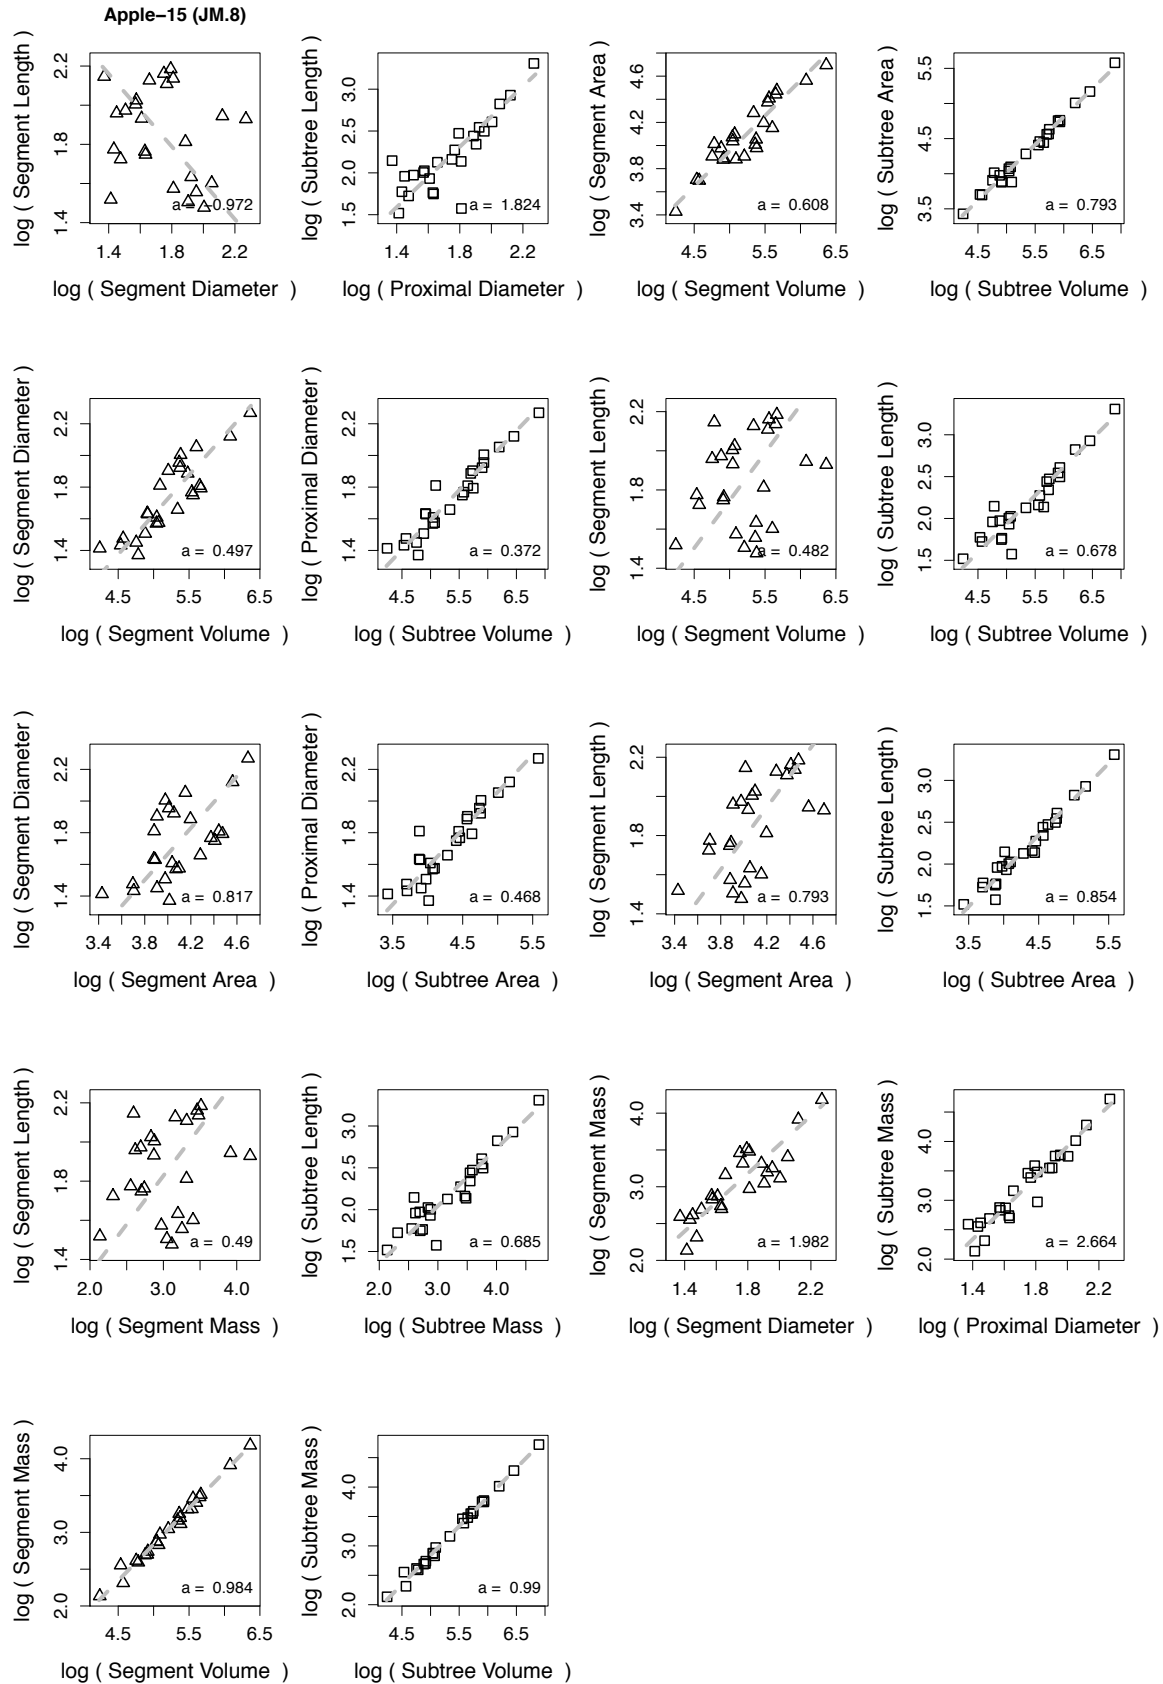 Apple−15 (JM.8)
log ( Segment Length )
2.2
1.8
1.4
a = −0.972
1.4 1.8 2.2
log ( Segment Diameter )
log ( Subtree Length )
3.0
2.5
2.0
1.5
a = 1.824
1.4 1.8 2.2
log ( Proximal Diameter )
log ( Segment Area )
4.6
4.2
3.8
3.4
a = 0.608
4.5 5.5 6.5
log ( Segment Volume )
log ( Subtree Area )
5.5
4.5
3.5
a = 0.793
4.5 5.5 6.5
log ( Subtree Volume )
log ( Segment Diameter )
2.2
1.8
1.4
a = 0.497
4.5 5.5 6.5
log ( Segment Volume )
log ( Proximal Diameter )
2.2
1.8
1.4
a = 0.372
4.5 5.5 6.5
log ( Subtree Volume )
log ( Segment Length )
2.2
1.8
1.4
a = 0.482
4.5 5.5 6.5
log ( Segment Volume )
log ( Subtree Length )
3.0
2.5
2.0
1.5
a = 0.678
4.5 5.5 6.5
log ( Subtree Volume )
log ( Segment Diameter )
2.2
1.8
1.4
a = 0.817
3.4 3.8 4.2 4.6
log ( Segment Area )
log ( Proximal Diameter )
2.2
1.8
1.4
a = 0.468
3.5 4.5 5.5
log ( Subtree Area )
log ( Segment Length )
2.2
1.8
1.4
a = 0.793
3.4 3.8 4.2 4.6
log ( Segment Area )
log ( Subtree Length )
3.0
2.5
2.0
1.5
a = 0.854
3.5 4.5 5.5
log ( Subtree Area )
log ( Segment Length )
2.2
1.8
1.4
a = 0.49
2.0 3.0 4.0
log ( Segment Mass )
log ( Subtree Length )
3.0
2.5
2.0
1.5
a = 0.685
2.0 3.0 4.0
log ( Subtree Mass )
log ( Segment Mass )
4.0
3.0
2.0
a = 1.982
1.4 1.8 2.2
log ( Segment Diameter )
log ( Subtree Mass )
4.0
3.0
2.0
a = 2.664
1.4 1.8 2.2
log ( Proximal Diameter )
log ( Segment Mass )
4.0
3.0
2.0
a = 0.984
4.5 5.5 6.5
log ( Segment Volume )
log ( Subtree Mass )
4.0
3.0
2.0
a = 0.99
4.5 5.5 6.5
log ( Subtree Volume )